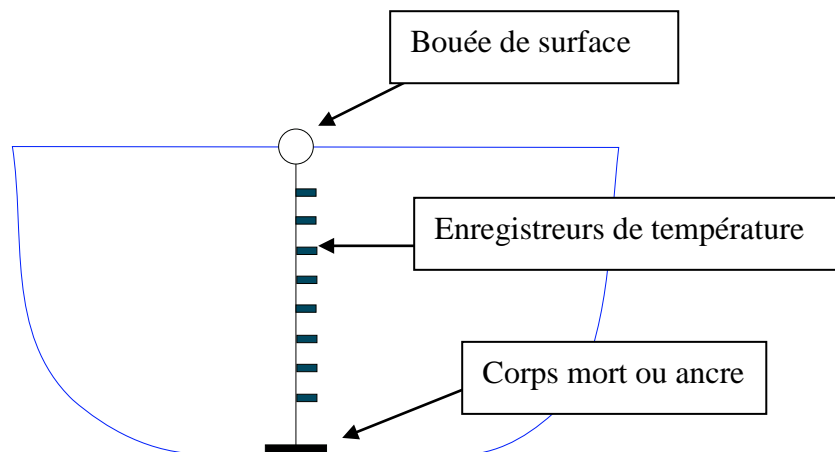 Bouée de surface
Enregistreurs de température
Corps mort ou ancre